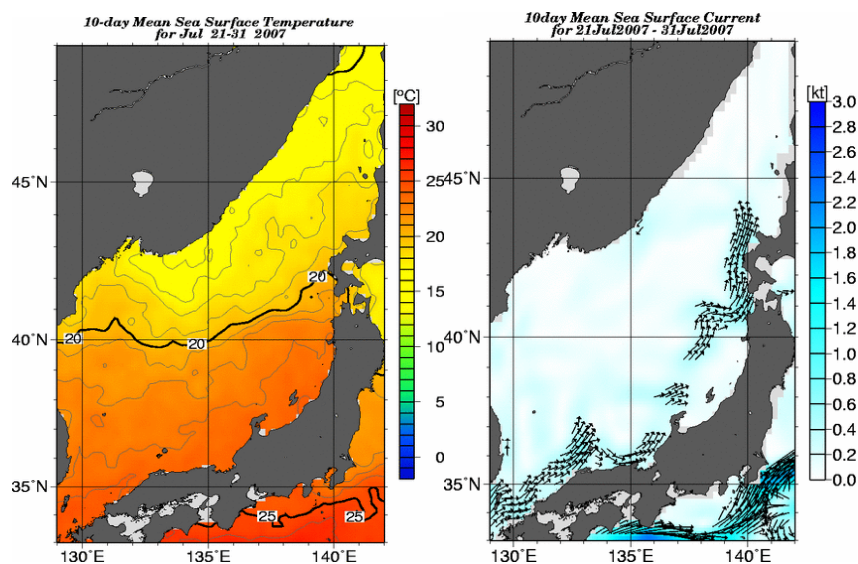 10-day Mean Sea Surface Temperature
for Jul 21-31 2007
[ºC]
30
25
20
15
10
5
0
45°N
40°N
35°N
130°E
135°E
140°E
20
20
20
25
25
10day Mean Sea Surface Current
for 21Jul2007 - 31Jul2007
[kt]
3.0
2.8
2.6
2.4
2.2
2.0
1.8
1.6
1.4
1.2
1.0
0.8
0.6
0.4
0.2
0.0
45°N
40°N
35°N
130°E
135°E
140°E